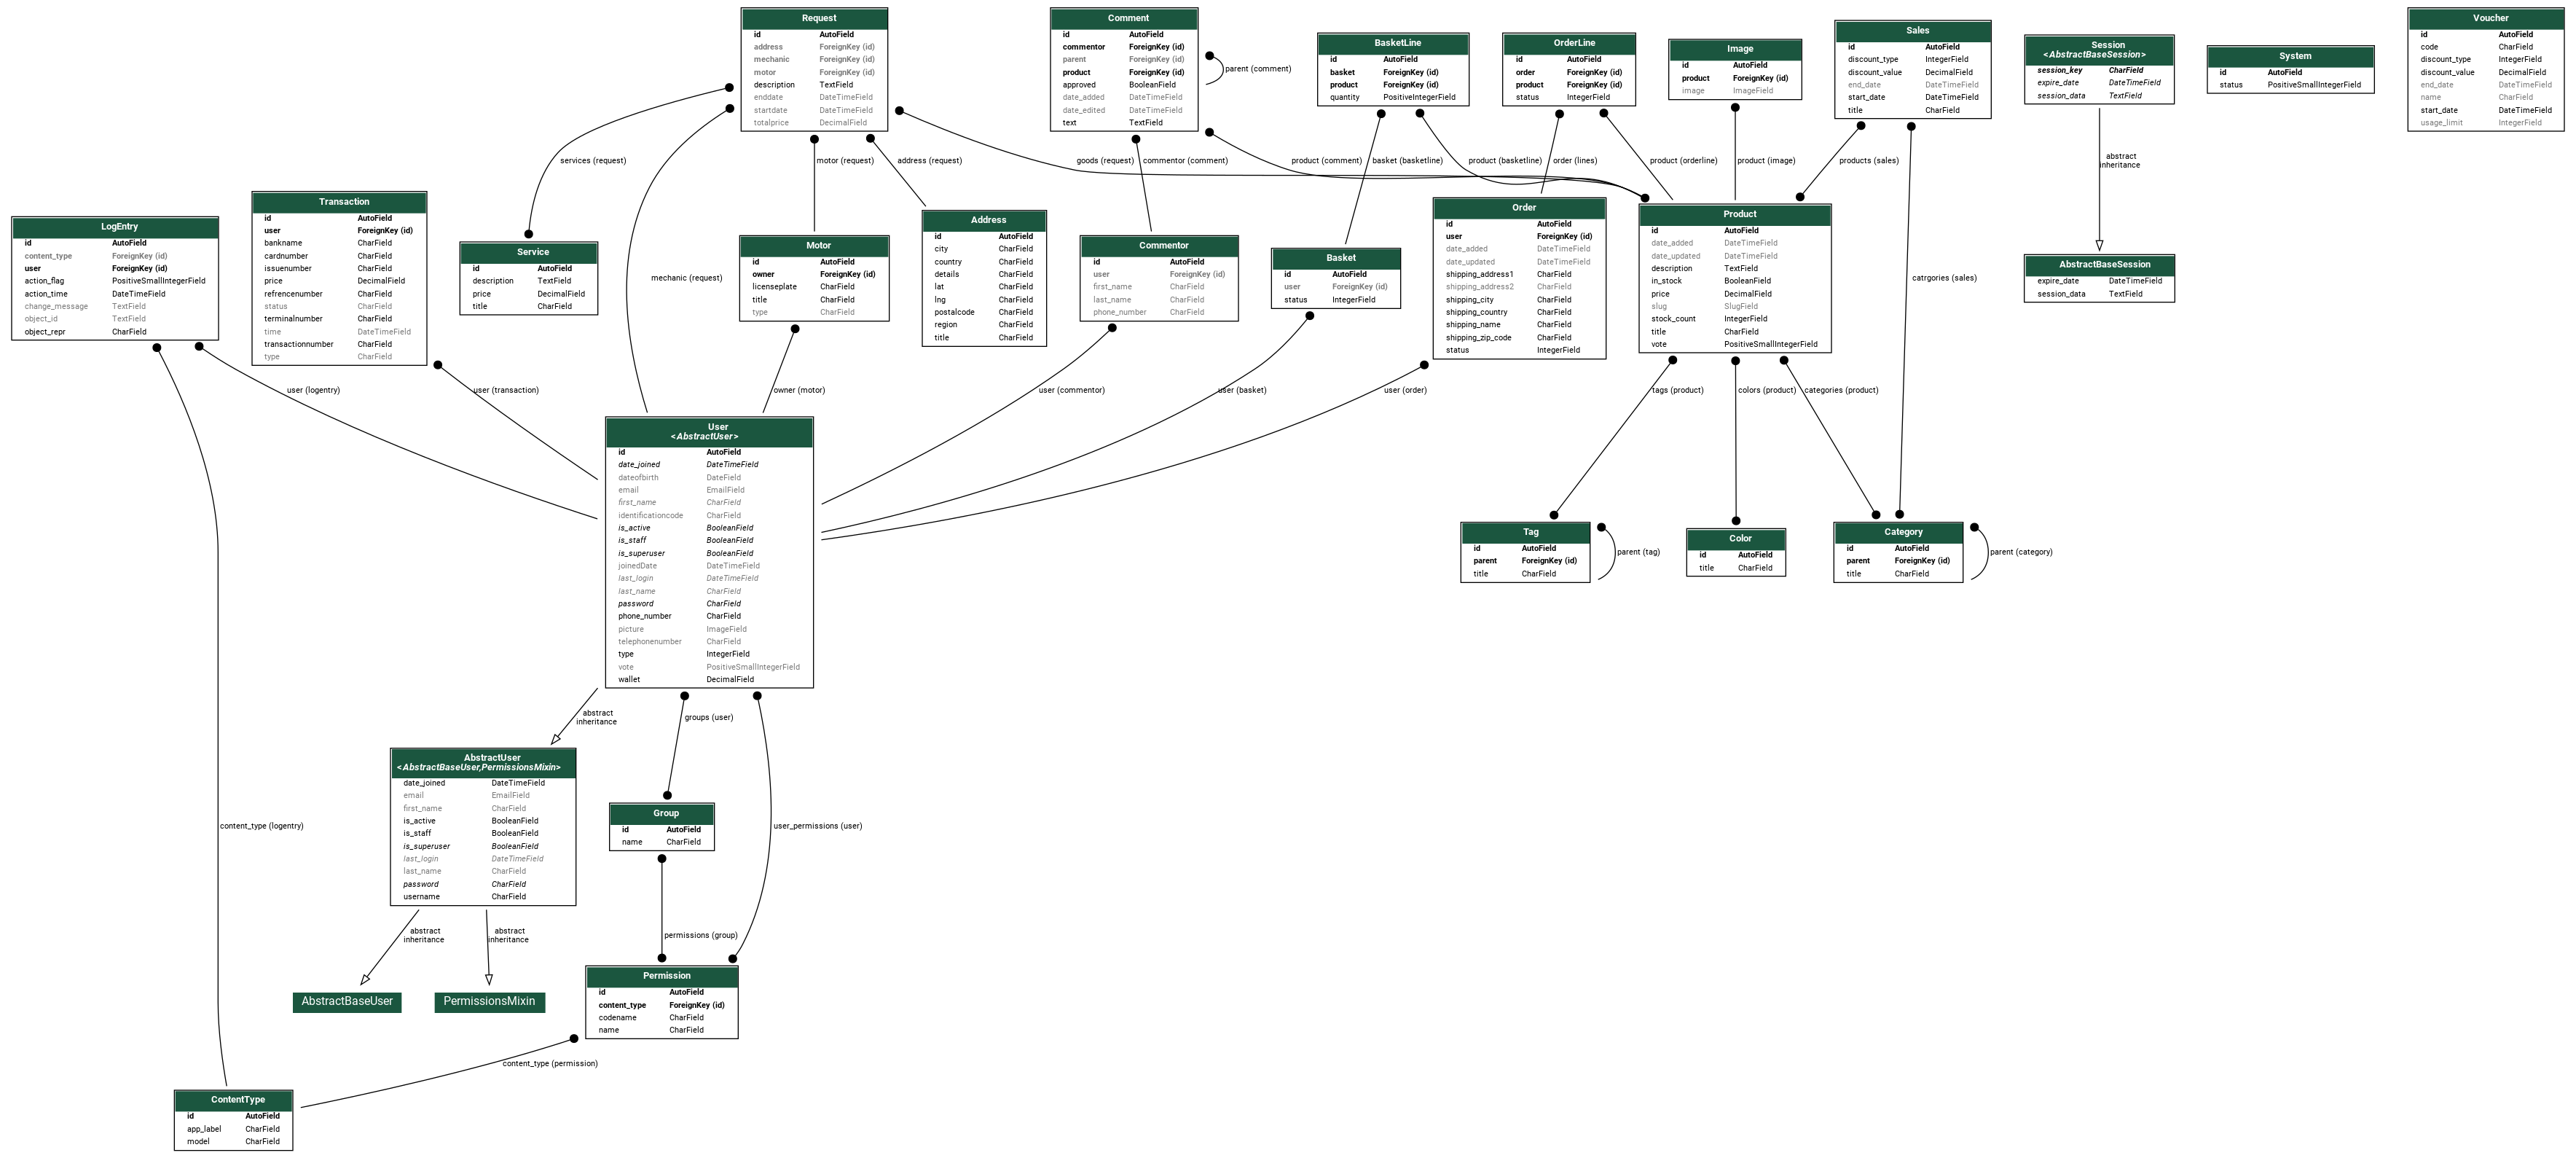 Request
id AutoField
address ForeignKey (id)
mechanic ForeignKey (id)
motor ForeignKey (id)
description TextField
enddate DateTimeField
startdate DateTimeField
totalprice DecimalField
Comment
id AutoField
commentor ForeignKey (id)
parent ForeignKey (id)
product ForeignKey (id)
approved BooleanField
date_added DateTimeField
date_edited DateTimeField
text TextField
parent (comment)
BasketLine
id AutoField
basket ForeignKey (id)
product ForeignKey (id)
quantity PositiveIntegerField
OrderLine
id AutoField
order ForeignKey (id)
product ForeignKey (id)
status IntegerField
Image
id AutoField
product ForeignKey (id)
image ImageField
Sales
id AutoField
discount_type IntegerField
discount_value DecimalField
end_date DateTimeField
start_date DateTimeField
title CharField
Session
<AbstractBaseSession>
session_key CharField
expire_date DateTimeField
session_data TextField
System
id AutoField
status PositiveSmallIntegerField
Voucher
id AutoField
code CharField
discount_type IntegerField
discount_value DecimalField
end_date DateTimeField
name CharField
start_date DateTimeField
usage_limit IntegerField
services (request)
motor (request)
address (request)
goods (request)
commentor (comment)
product (comment)
basket (basketline)
product (basketline)
order (lines)
product (orderline)
product (image)
products (sales)
abstract
inheritance
LogEntry
id AutoField
content_type ForeignKey (id)
user ForeignKey (id)
action_flag PositiveSmallIntegerField
action_time DateTimeField
change_message TextField
object_id TextField
object_repr CharField
Transaction
id AutoField
user ForeignKey (id)
bankname CharField
cardnumber CharField
issuenumber CharField
price DecimalField
refrencenumber CharField
status CharField
terminalnumber CharField
time DateTimeField
transactionnumber CharField
type CharField
Service
id AutoField
description TextField
price DecimalField
title CharField
mechanic (request)
Motor
id AutoField
owner ForeignKey (id)
licenseplate CharField
title CharField
type CharField
Address
id AutoField
city CharField
country CharField
details CharField
lat CharField
lng CharField
postalcode CharField
region CharField
title CharField
Commentor
id AutoField
user ForeignKey (id)
first_name CharField
last_name CharField
phone_number CharField
Basket
id AutoField
user ForeignKey (id)
status IntegerField
Order
id AutoField
user ForeignKey (id)
date_added DateTimeField
date_updated DateTimeField
shipping_address1 CharField
shipping_address2 CharField
shipping_city CharField
shipping_country CharField
shipping_name CharField
shipping_zip_code CharField
status IntegerField
Product
id AutoField
date_added DateTimeField
date_updated DateTimeField
description TextField
in_stock BooleanField
price DecimalField
slug SlugField
stock_count IntegerField
title CharField
vote PositiveSmallIntegerField
catrgories (sales)
AbstractBaseSession
expire_date DateTimeField
session_data TextField
user (logentry)
user (transaction)
owner (motor)
user (commentor)
user (basket)
user (order)
tags (product)
colors (product)
categories (product)
User
<AbstractUser>
id AutoField
date_joined DateTimeField
dateofbirth DateField
email EmailField
first_name CharField
identificationcode CharField
is_active BooleanField
is_staff BooleanField
is_superuser BooleanField
joinedDate DateTimeField
last_login DateTimeField
last_name CharField
password CharField
phone_number CharField
picture ImageField
telephonenumber CharField
type IntegerField
vote PositiveSmallIntegerField
wallet DecimalField
Tag
id AutoField
parent ForeignKey (id)
title CharField
parent (tag)
Color
id AutoField
title CharField
Category
id AutoField
parent ForeignKey (id)
title CharField
parent (category)
abstract
inheritance
groups (user)
AbstractUser
<AbstractBaseUser,PermissionsMixin>
date_joined DateTimeField
email EmailField
first_name CharField
is_active BooleanField
is_staff BooleanField
is_superuser BooleanField
last_login DateTimeField
last_name CharField
password CharField
username CharField
content_type (logentry)
Group
id AutoField
name CharField
user_permissions (user)
abstract
inheritance
abstract
inheritance
permissions (group)
AbstractBaseUser
PermissionsMixin
Permission
id AutoField
content_type ForeignKey (id)
codename CharField
name CharField
content_type (permission)
ContentType
id AutoField
app_label CharField
model CharField